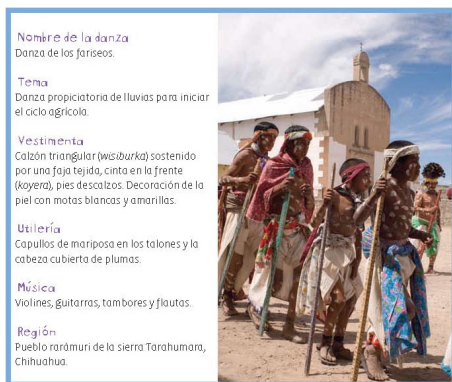 Nombre de la danza
Danza de los fariseos.
Tema
Danza propiciatoria de lluvias para iniciar
el ciclo agrícola.
Vestimenta
Calzón triangular (wisiburka) sostenido
por una faja tejida, cinta en la frente
(koyera), pies descalzos. Decoración de la
piel con motas blancas y amarillas.
Utilería
Capullos de mariposa en los talones y la
cabeza cubierta de plumas.
Música
Violines, guitarras, tambores y flautas.
Región
Pueblo rarámuri de la sierra Tarahumara,
Chihuahua.